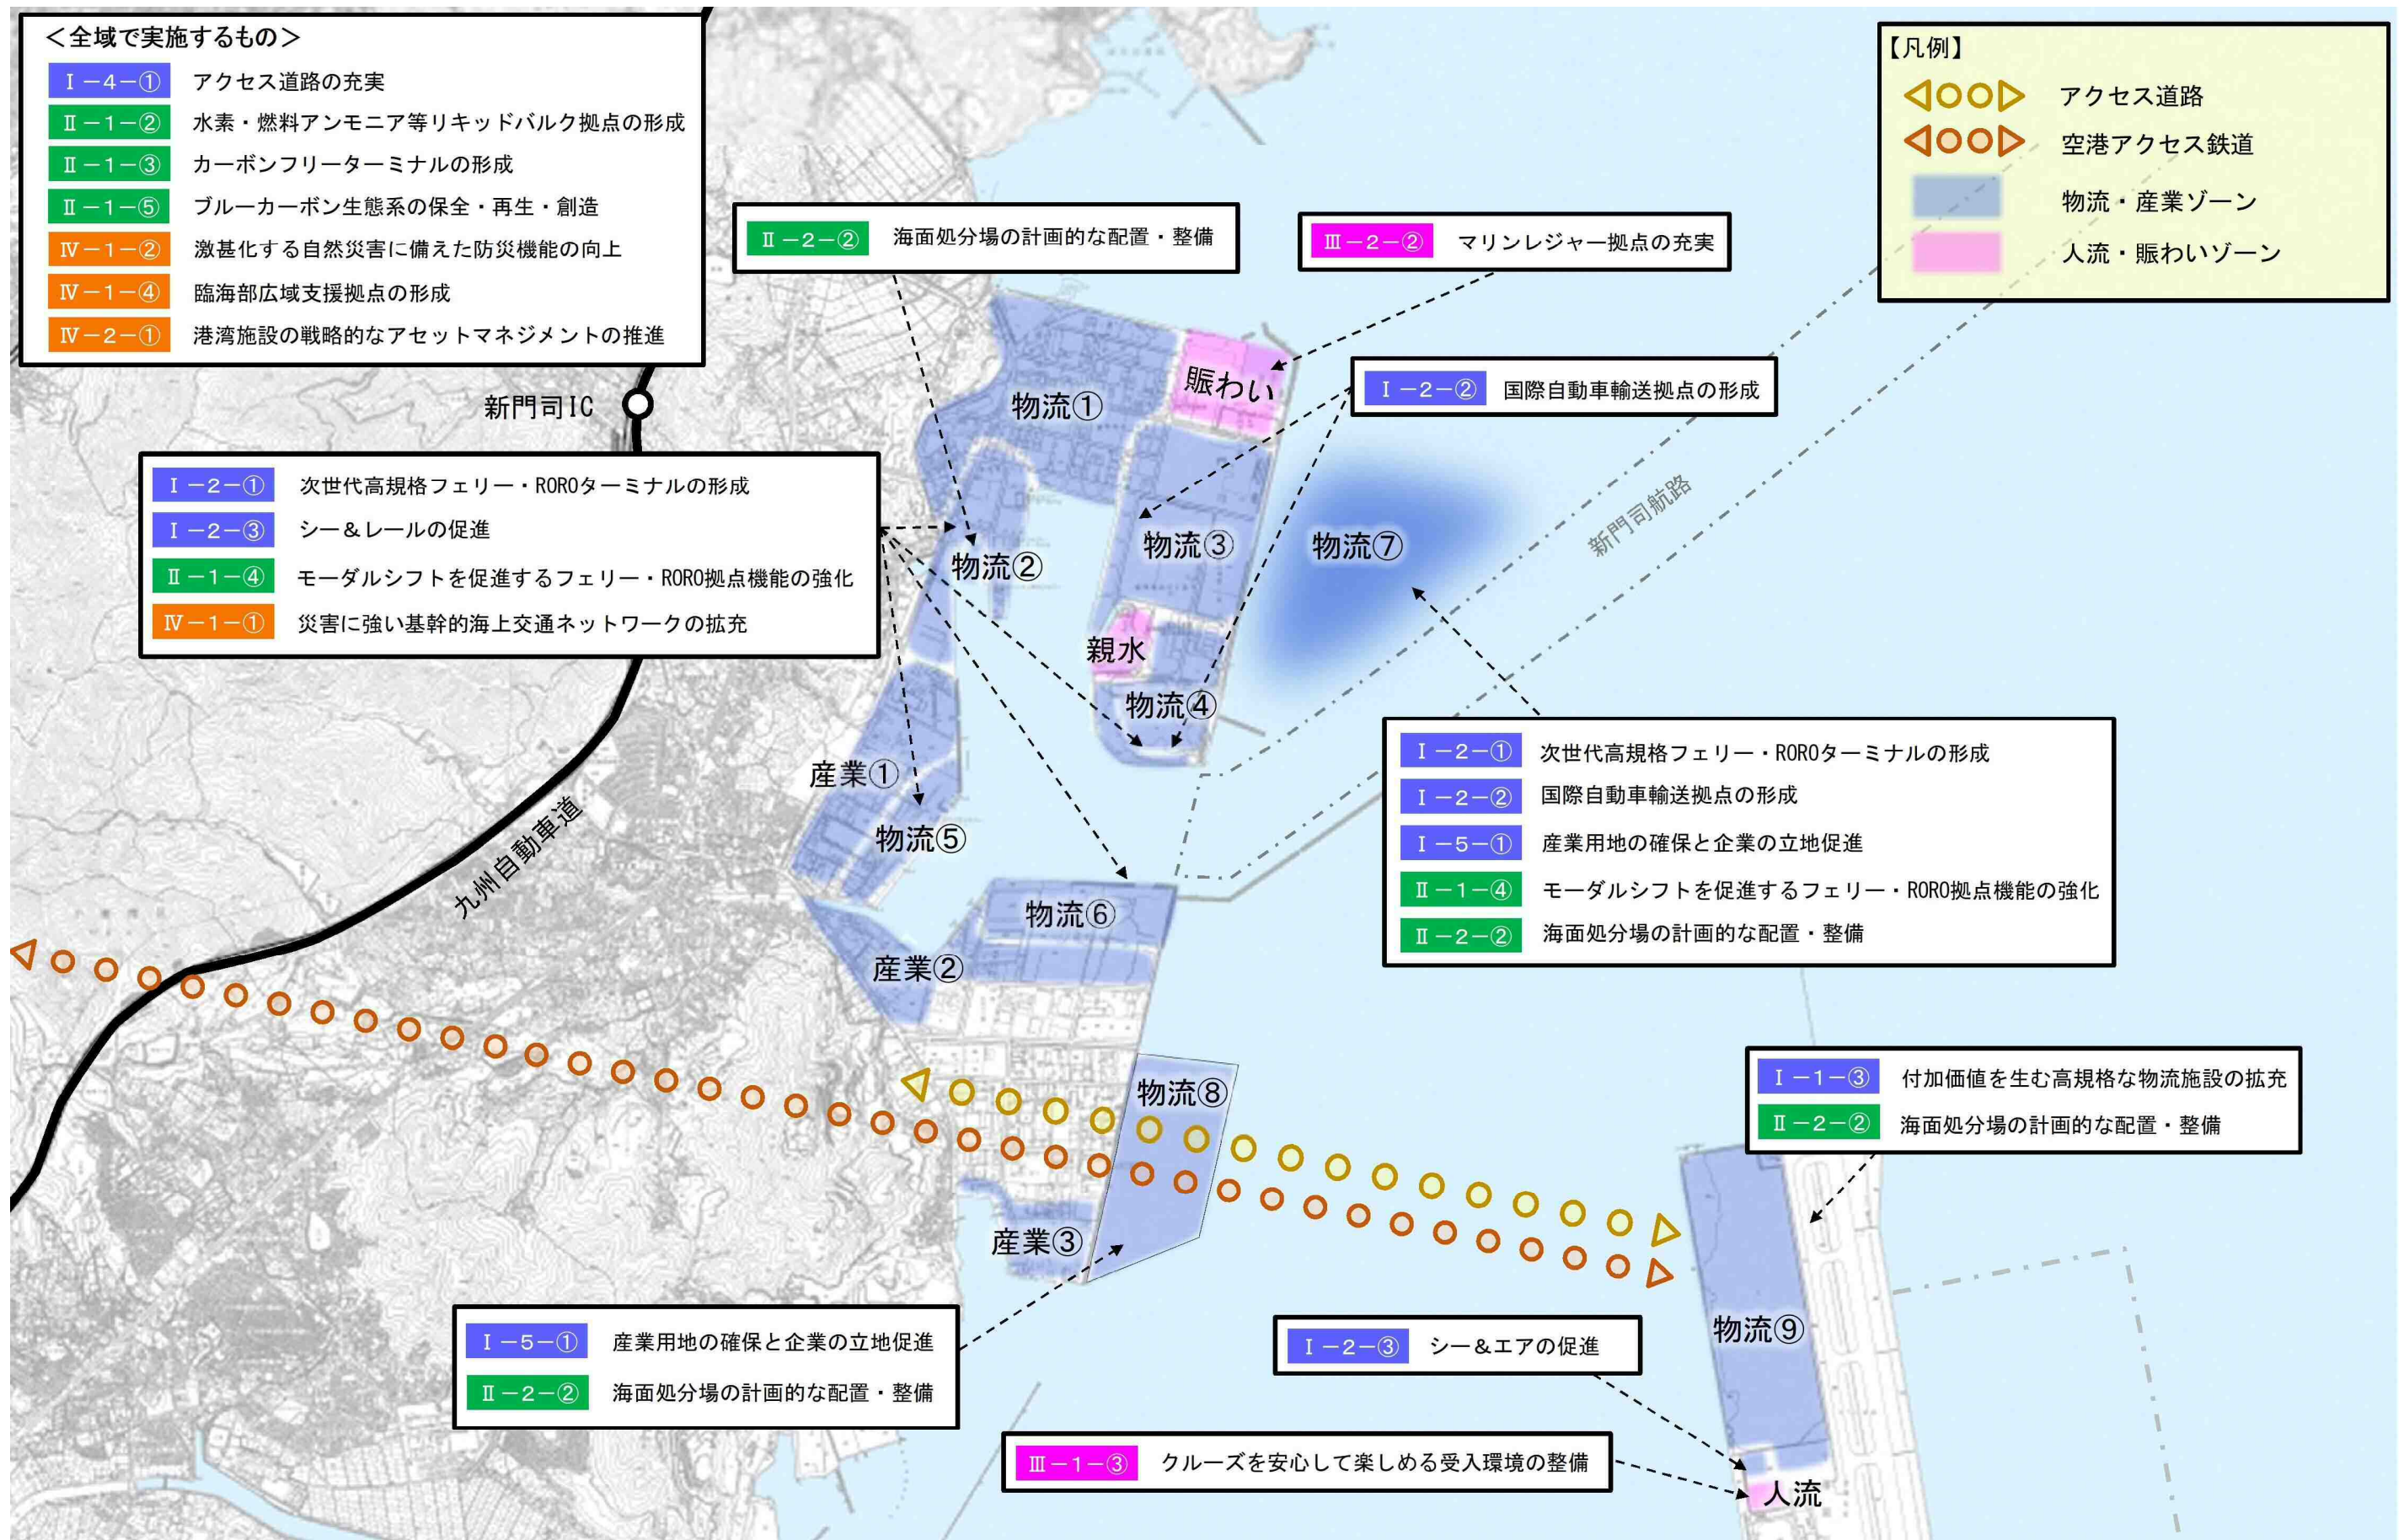 ＜全域で実施するもの＞
Ⅰ－4－① アクセス道路の充実
Ⅱ－1－② 水素・燃料アンモニア等リキッドバルク拠点の形成
Ⅱ－1－③ カーボンフリーターミナルの形成
Ⅱ－1－⑤ ブルーカーボン生態系の保全・再生・創造
Ⅳ－1－② 激甚化する自然災害に備えた防災機能の向上
Ⅳ－1－④ 臨海部広域支援拠点の形成
Ⅳ－2－① 港湾施設の戦略的なアセットマネジメントの推進
【凡例】
アクセス道路
空港アクセス鉄道
物流・産業ゾーン
人流・賑わいゾーン
Ⅱ－2－② 海面処分場の計画的な配置・整備
Ⅲ－2－② マリンレジャー拠点の充実
Ⅰ－2－② 国際自動車輸送拠点の形成
新門司IC
賑わい
物流①
Ⅰ－2－① 次世代高規格フェリー・ROROターミナルの形成
Ⅰ－2－③ シー＆レールの促進
Ⅱ－1－④ モーダルシフトを促進するフェリー・RORO拠点機能の強化
Ⅳ－1－① 災害に強い基幹的海上交通ネットワークの拡充
物流②
物流③
物流⑦
新門司航路
親水
物流④
産業①
物流⑤
九州自動車道
Ⅰ－2－① 次世代高規格フェリー・ROROターミナルの形成
Ⅰ－2－② 国際自動車輸送拠点の形成
Ⅰ－5－① 産業用地の確保と企業の立地促進
Ⅱ－1－④ モーダルシフトを促進するフェリー・RORO拠点機能の強化
Ⅱ－2－② 海面処分場の計画的な配置・整備
物流⑥
産業②
物流⑧
Ⅰ－1－③ 付加価値を生む高規格な物流施設の拡充
Ⅱ－2－② 海面処分場の計画的な配置・整備
産業③
Ⅰ－5－① 産業用地の確保と企業の立地促進
Ⅱ－2－② 海面処分場の計画的な配置・整備
Ⅰ－2－③ シー＆エアの促進
物流⑨
Ⅲ－1－③ クルーズを安心して楽しめる受入環境の整備
人流